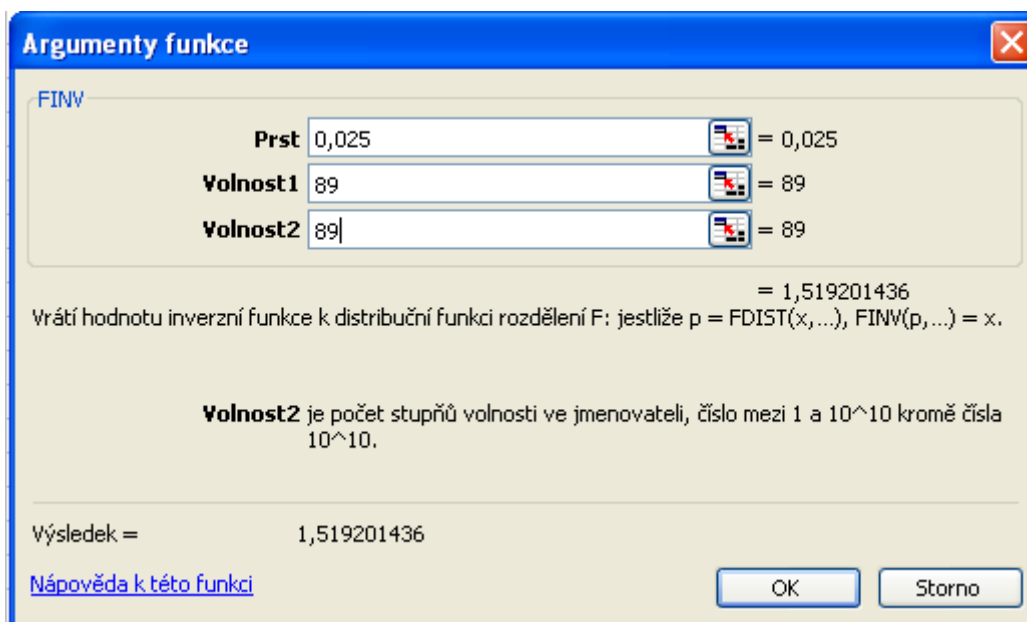 Argumenty funkce
FINV
Prst 0,025 = 0,025
Volnost1 89 = 89
Volnost2 89 = 89
= 1,519201436
Vrátí hodnotu inverzní funkce k distribuční funkci rozdělení F: jestliže p = FDIST(x,...), FINV(p,...) = x.
Volnost2 je počet stupňů volnosti ve jmenovateli, číslo mezi 1 a 10^10 kromě čísla
10^10.
Výsledek = 1,519201436
Nápověda k této funkci OK Storno